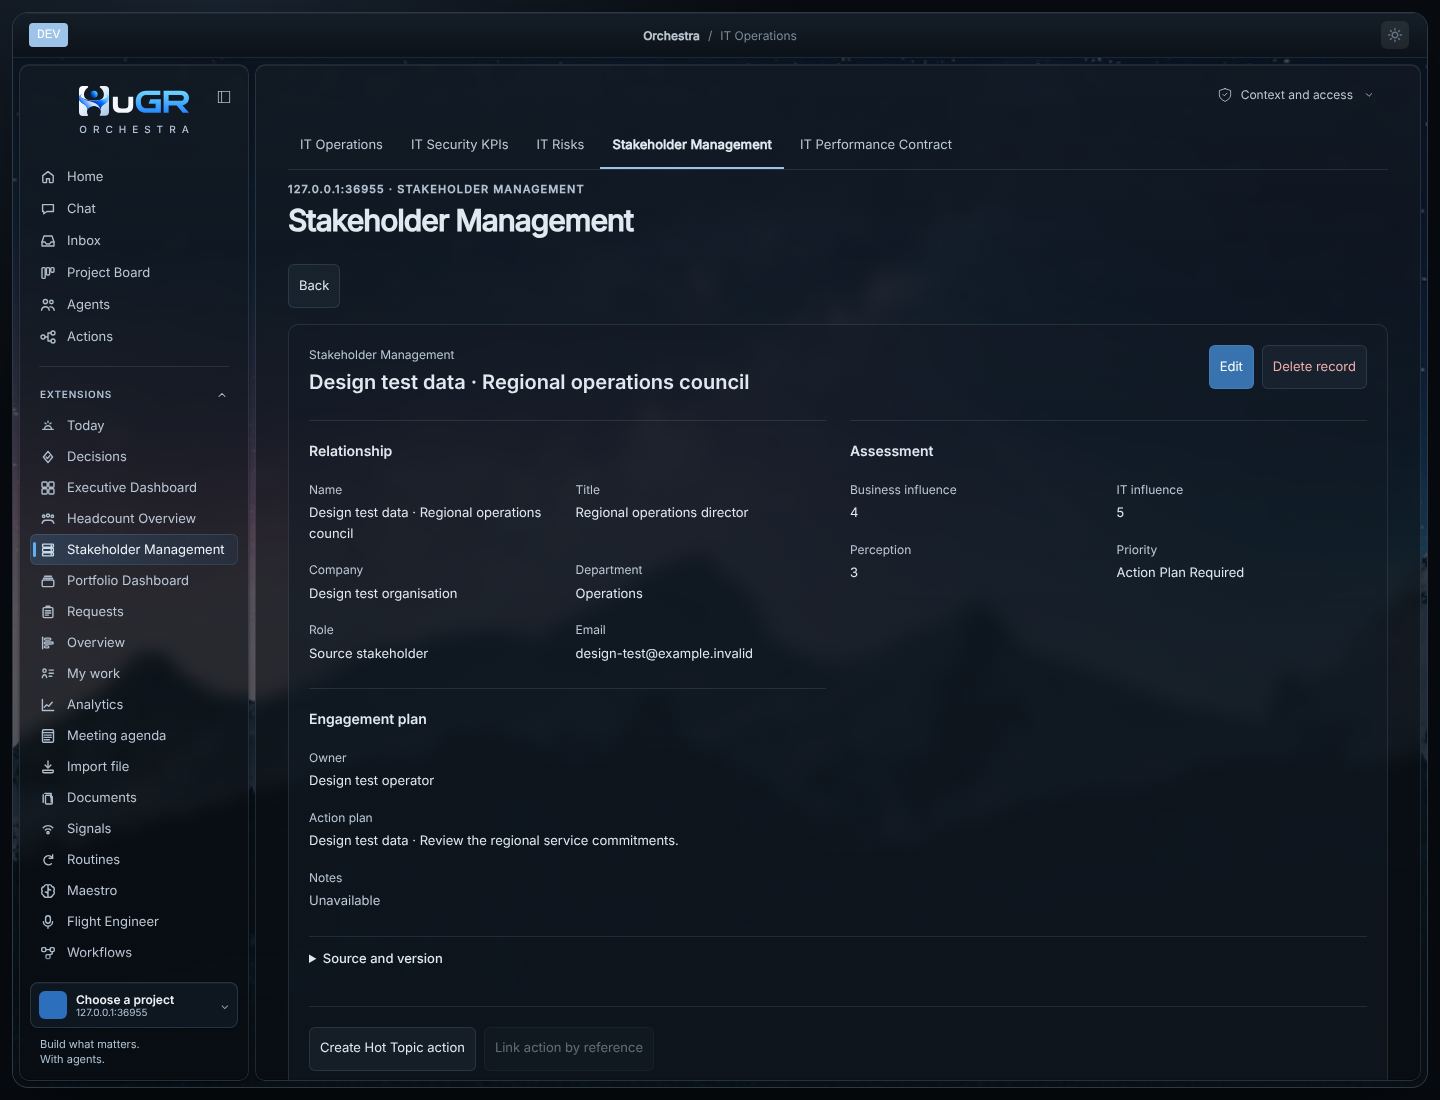 DEV
Orchestra / IT Operations
HuGR
ORCHESTRA
Home
Chat
Inbox
Project Board
Agents
Actions
EXTENSIONS
Today
Decisions
Executive Dashboard
Headcount Overview
Stakeholder Management
Portfolio Dashboard
Requests
Overview
My work
Analytics
Meeting agenda
Import file
Documents
Signals
Routines
Maestro
Flight Engineer
Workflows
Choose a project
127.0.0.1:36955
Build what matters.
With agents.
Context and access
IT Operations IT Security KPIs IT Risks Stakeholder Management IT Performance Contract
127.0.0.1:36955 · STAKEHOLDER MANAGEMENT
Stakeholder Management
Back
Stakeholder Management
Design test data · Regional operations council
Edit Delete record
Relationship
Name
Design test data · Regional operations
council
Title
Regional operations director
Company
Design test organisation
Department
Operations
Role
Source stakeholder
Email
design-test@example.invalid
Assessment
Business influence
4
IT influence
5
Perception
3
Priority
Action Plan Required
Engagement plan
Owner
Design test operator
Action plan
Design test data · Review the regional service commitments.
Notes
Unavailable
Source and version
Create Hot Topic action Link action by reference